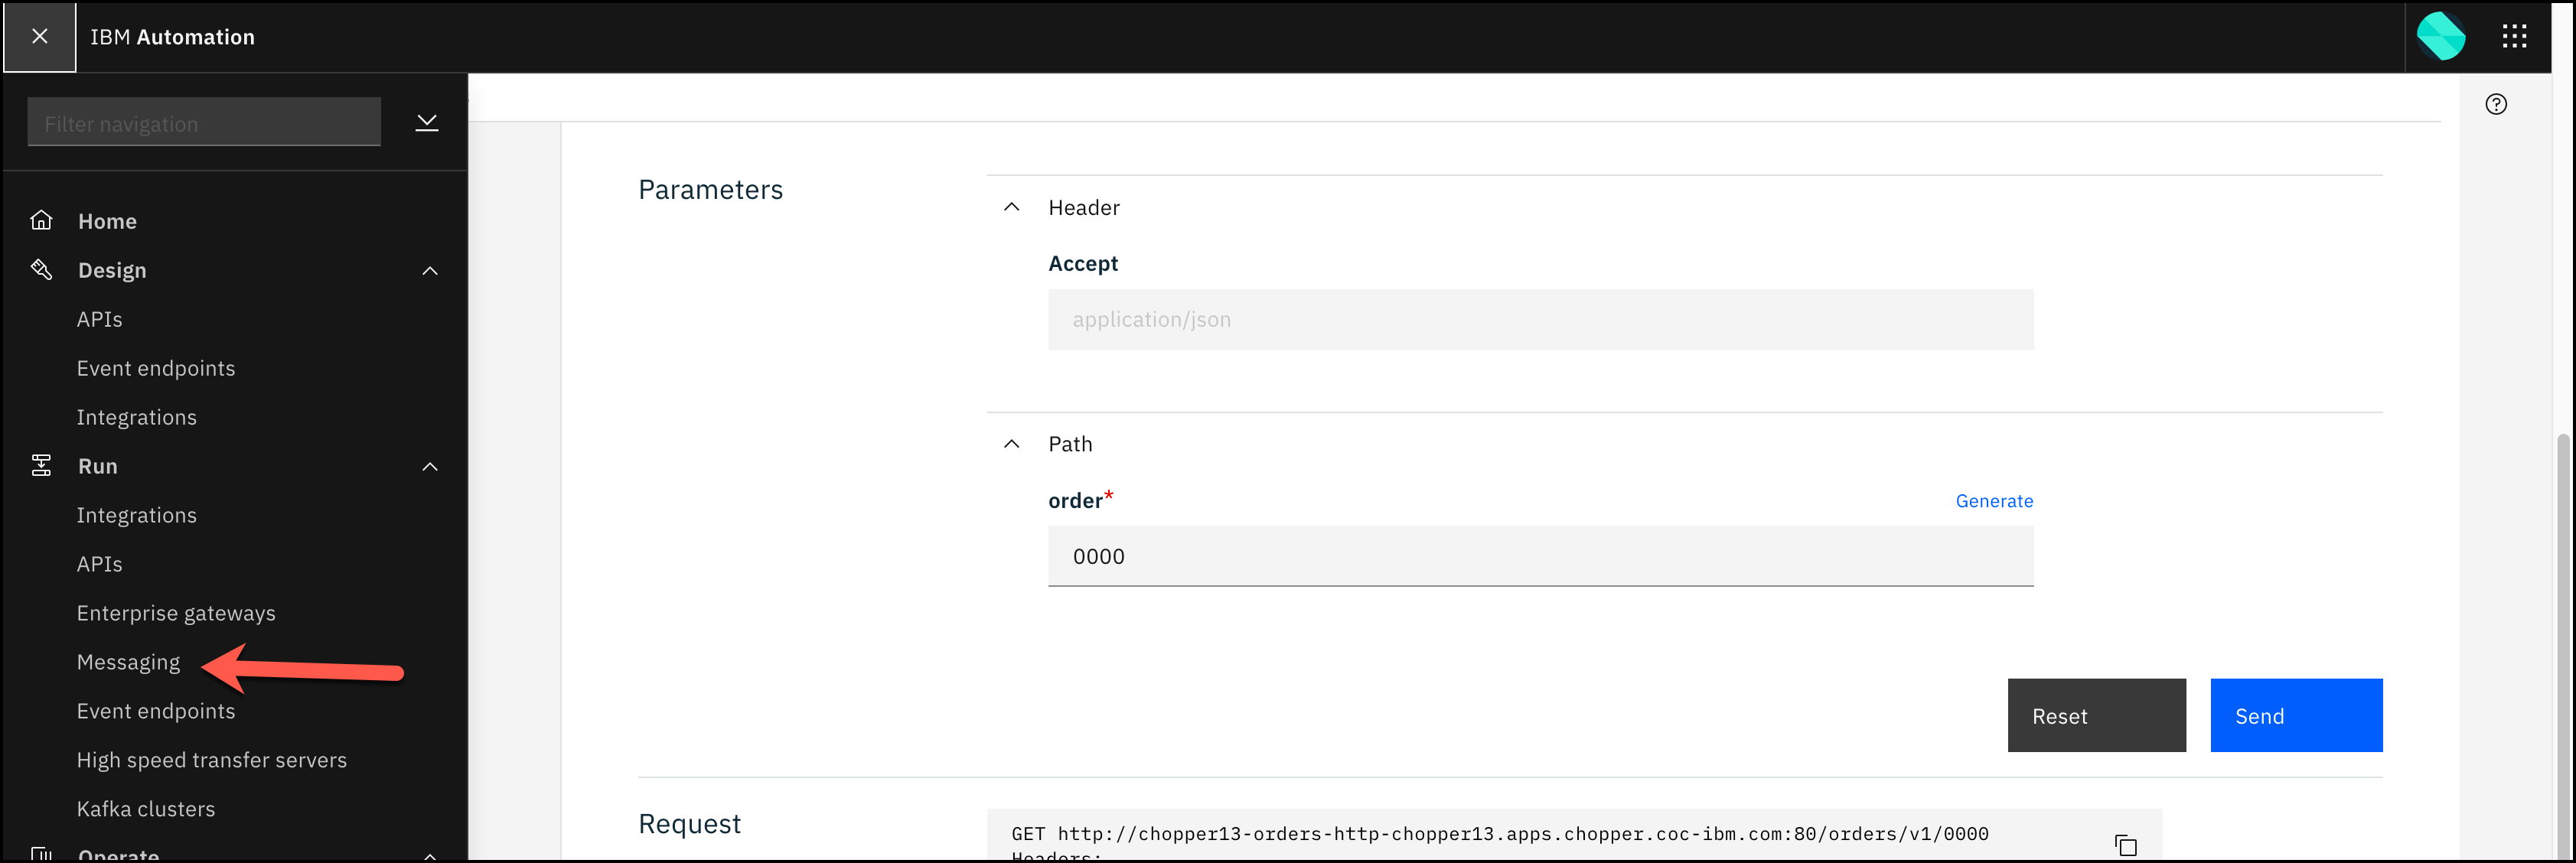 IBM Automation
Filter navigation
Home
Design
APIs
Event endpoints
Integrations
Run
Integrations
APIs
Enterprise gateways
Messaging
Event endpoints
High speed transfer servers
Kafka clusters
Operate
Parameters
Header
Accept
application/json
Path
order*
Generate
0000
Reset
Send
Request
GET http://chopper13-orders-http-chopper13.apps.chopper.coc-ibm.com:80/orders/v1/0000
Headers: